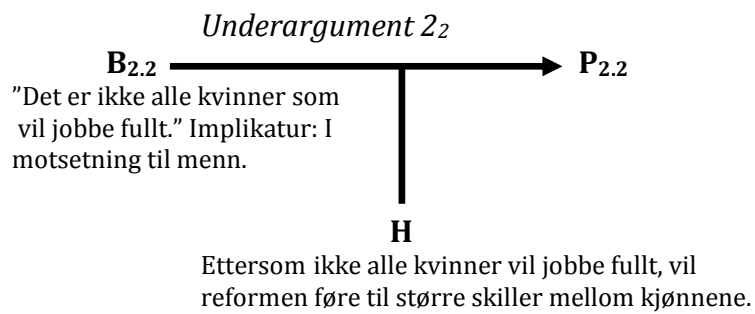 Underargument 2₂
B₂.₂ P₂.₂
”Det er ikke alle kvinner som
vil jobbe fullt.” Implikatur: I
motsetning til menn.
H
Ettersom ikke alle kvinner vil jobbe fullt, vil
reformen føre til større skiller mellom kjønnene.